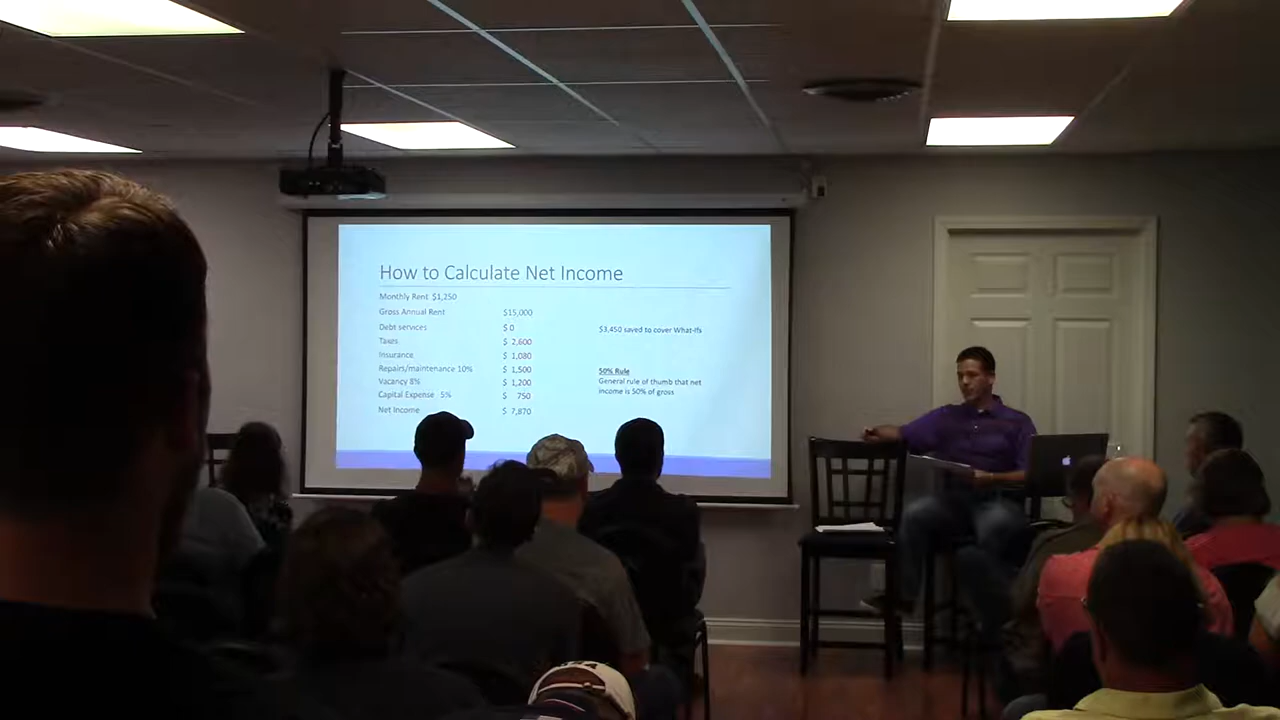 How to Calculate Net Income
Monthly Rent $1,250
Gross Annual Rent $15,000
Debt services $ 0
$3,450 saved to cover What-Ifs
Taxes $ 2,600
Insurance $ 1,080
Repairs/maintenance 10% $ 1,500
50% Rule
Vacancy 8% $ 1,200
General rule of thumb that net
income is 50% of gross
Capital Expense 5% $ 750
Net Income $ 7,870